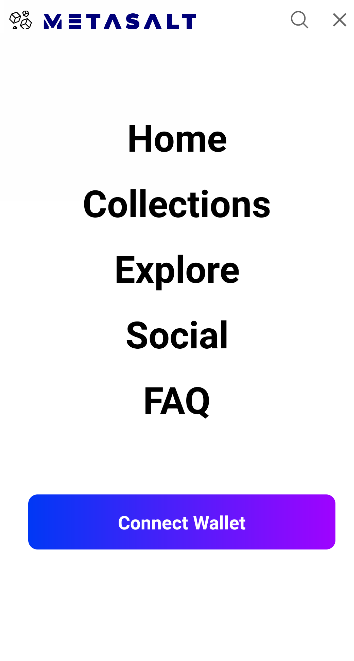 METASALT
Home
Collections
Explore
Social
FAQ
Connect Wallet